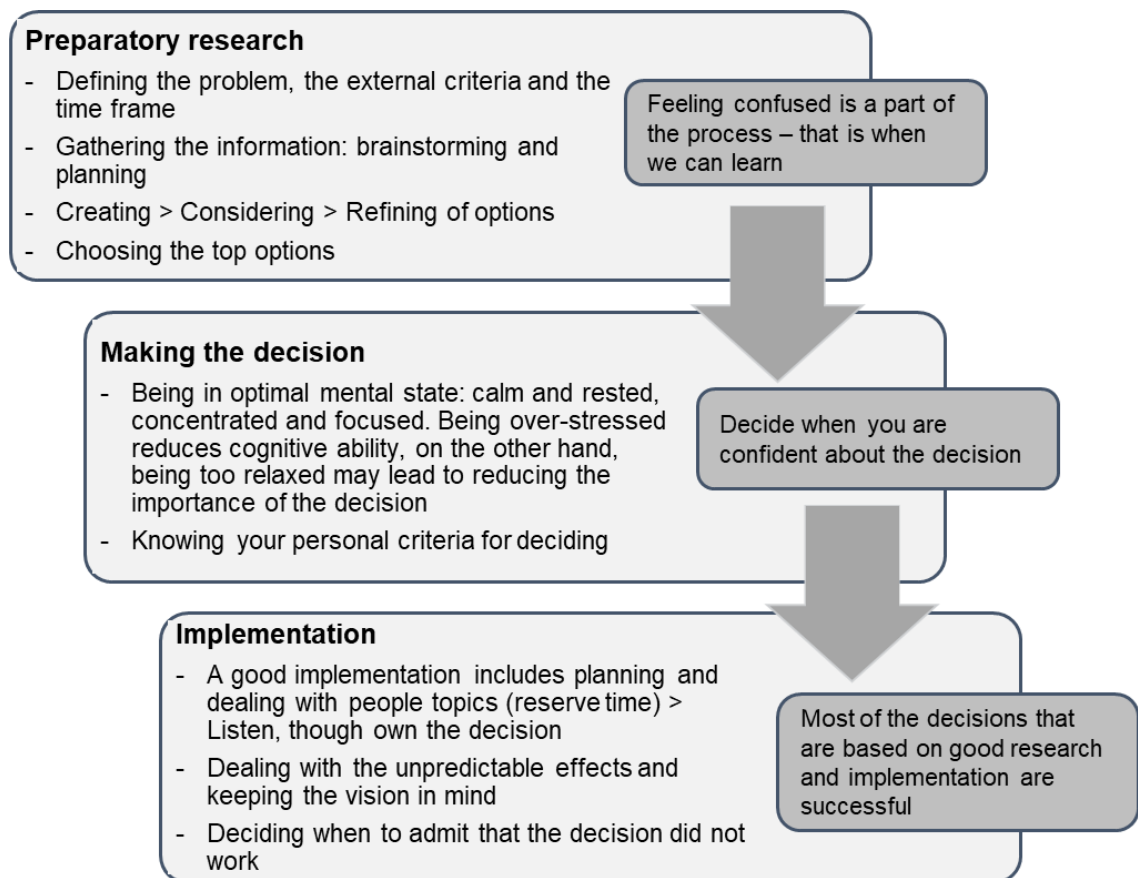 Preparatory research
- Defining the problem, the external criteria and the
time frame
- Gathering the information: brainstorming and
planning
- Creating > Considering > Refining of options
- Choosing the top options
Feeling confused is a part of
the process – that is when
we can learn
Making the decision
- Being in optimal mental state: calm and rested,
concentrated and focused. Being over-stressed
reduces cognitive ability, on the other hand,
being too relaxed may lead to reducing the
importance of the decision
- Knowing your personal criteria for deciding
Decide when you are
confident about the decision
Implementation
- A good implementation includes planning and
dealing with people topics (reserve time) >
Listen, though own the decision
- Dealing with the unpredictable effects and
keeping the vision in mind
- Deciding when to admit that the decision did not
work
Most of the decisions that
are based on good research
and implementation are
successful